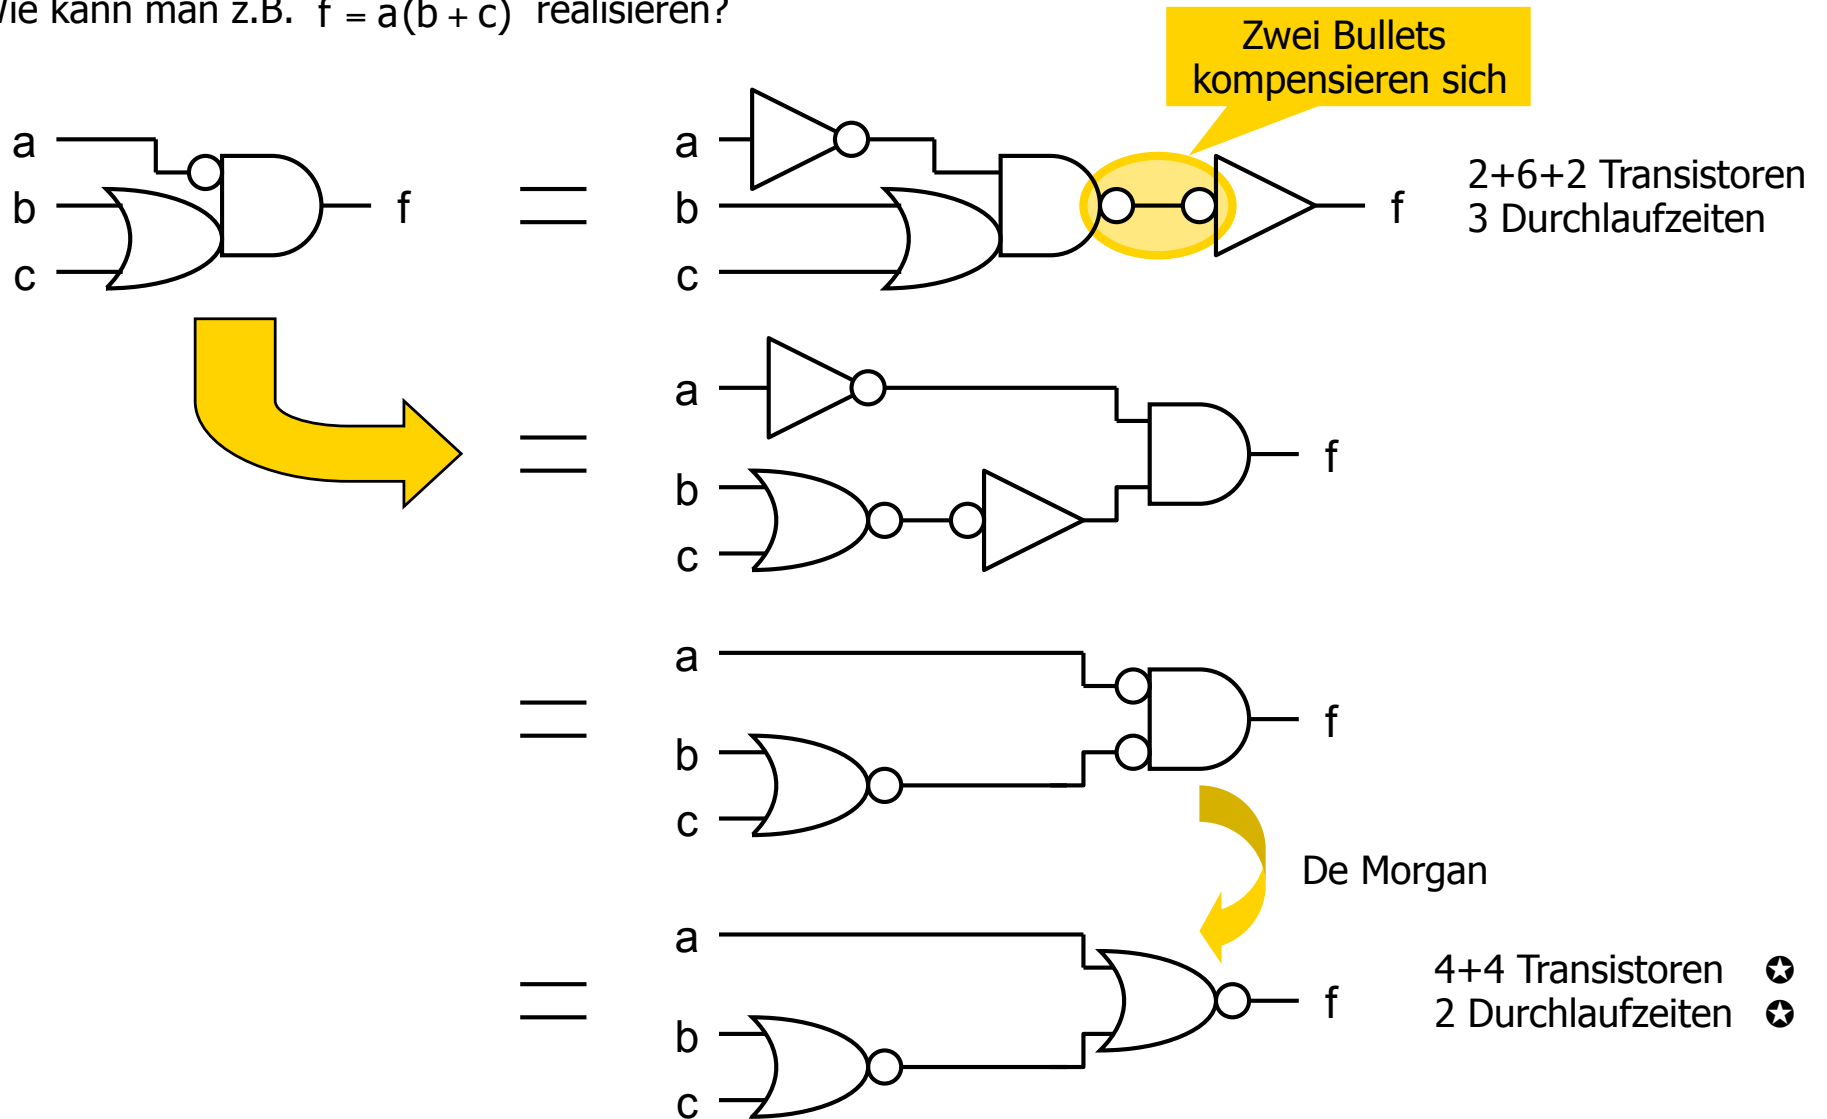 Wie kann man z.B. f = a(b + c) realisieren?
Zwei Bullets
kompensieren sich
a
b
c
f
a
b
c
f
2+6+2 Transistoren
3 Durchlaufzeiten
a
b
c
f
a
b
c
f
De Morgan
a
b
c
f
4+4 Transistoren ✪
2 Durchlaufzeiten ✪